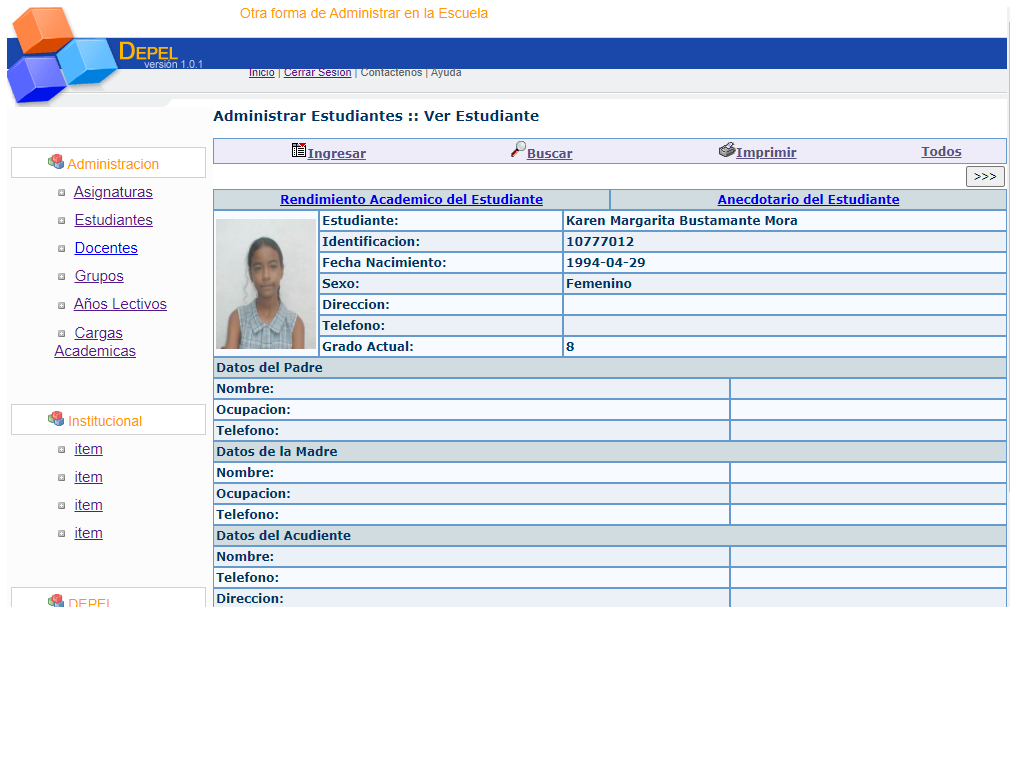 Otra forma de Administrar en la Escuela
DEPEL
version 1.0.1
Inicio | Cerrar Sesion | Contactenos | Ayuda
Administrar Estudiantes :: Ver Estudiante
Ingresar Buscar Imprimir Todos
>>>
Rendimiento Academico del Estudiante Anecdotario del Estudiante
Estudiante: Karen Margarita Bustamante Mora
Identificacion: 10777012
Fecha Nacimiento: 1994-04-29
Sexo: Femenino
Direccion:
Telefono:
Grado Actual: 8
Datos del Padre
Nombre:
Ocupacion:
Telefono:
Datos de la Madre
Nombre:
Ocupacion:
Telefono:
Datos del Acudiente
Nombre:
Telefono:
Direccion:
Administracion
Asignaturas
Estudiantes
Docentes
Grupos
Años Lectivos
Cargas
Academicas
Institucional
item
item
item
item
DEPEL